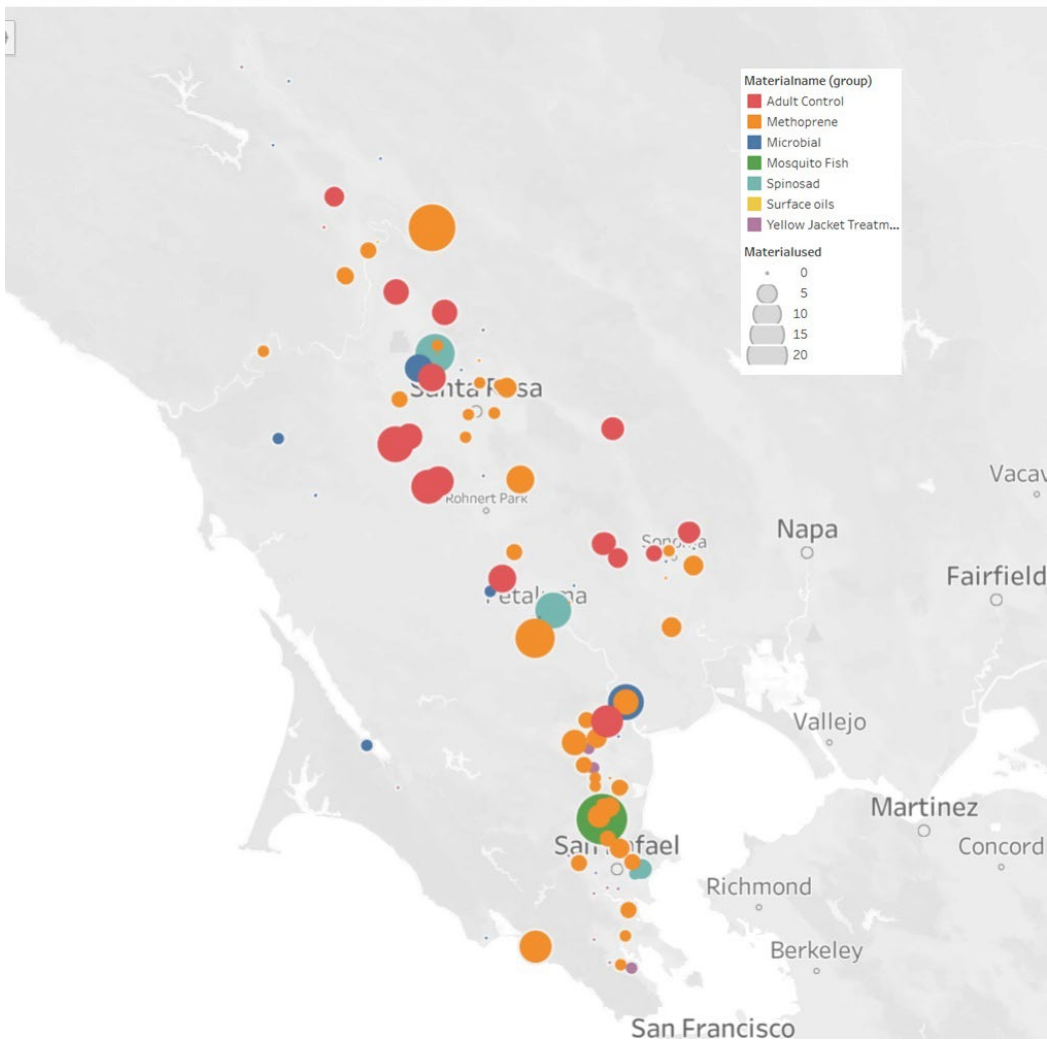 Materialname (group)
Adult Control
Methoprene
Microbial
Mosquito Fish
Spinosad
Surface oils
Yellow Jacket Treatm...
Materialused
0
5
10
15
20
Santa Rosa
Vacav
Rohnert Park
Sonoma
Napa
Fairfield
Petaluma
Vallejo
Martinez
San Rafael
Concord
Richmond
Berkeley
San Francisco